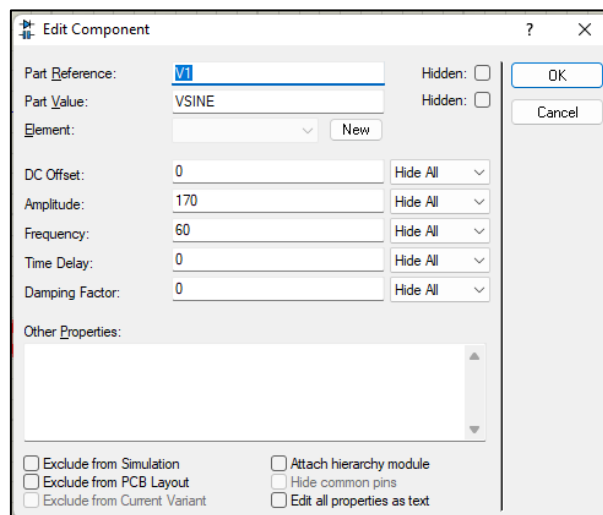 Edit Component ? X
Part Reference: V1 Hidden: OK
Part Value: VSINE Hidden: Cancel
Element: New
DC Offset: 0 Hide All
Amplitude: 170 Hide All
Frequency: 60 Hide All
Time Delay: 0 Hide All
Damping Factor: 0 Hide All
Other Properties:
Exclude from Simulation Attach hierarchy module
Exclude from PCB Layout Hide common pins
Exclude from Current Variant Edit all properties as text